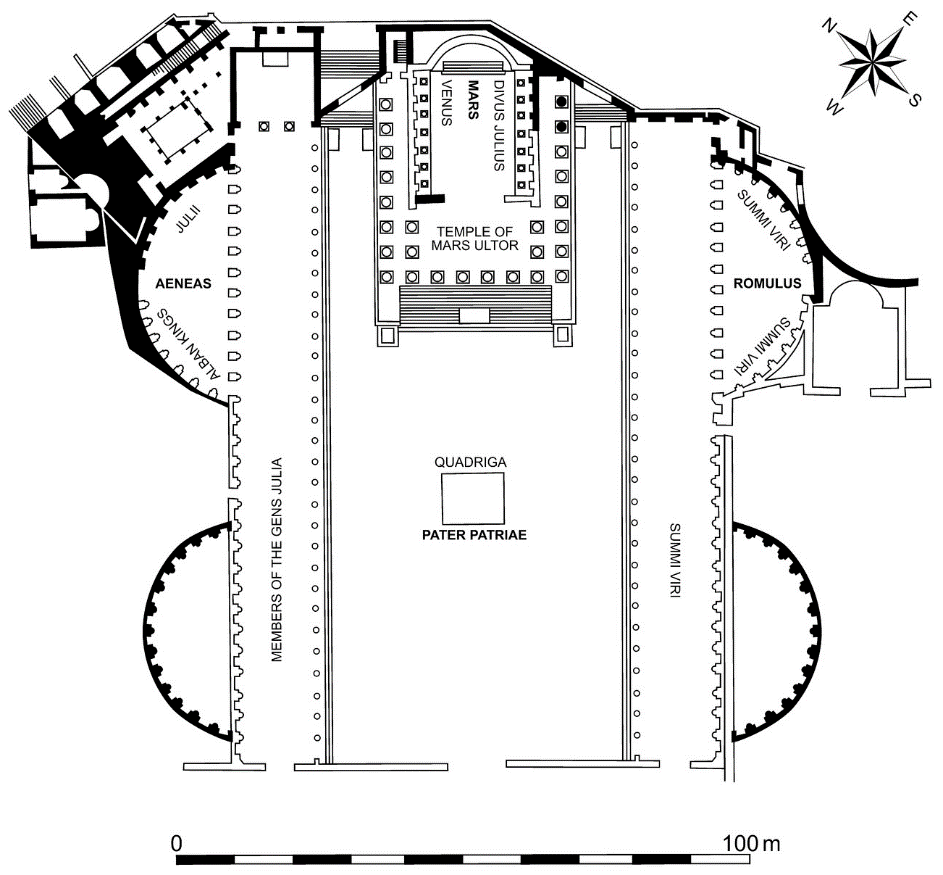 N
E
W
S
VENUS
MARS
DIVUS JULIUS
JULII
SUMMI VIRI
TEMPLE OF
MARS ULTOR
AENEAS
ROMULUS
ALBAN KINGS
SUMMI VIRI
QUADRIGA
PATER PATRIAE
MEMBERS OF THE GENS JULIA
SUMMI VIRI
0
100 m